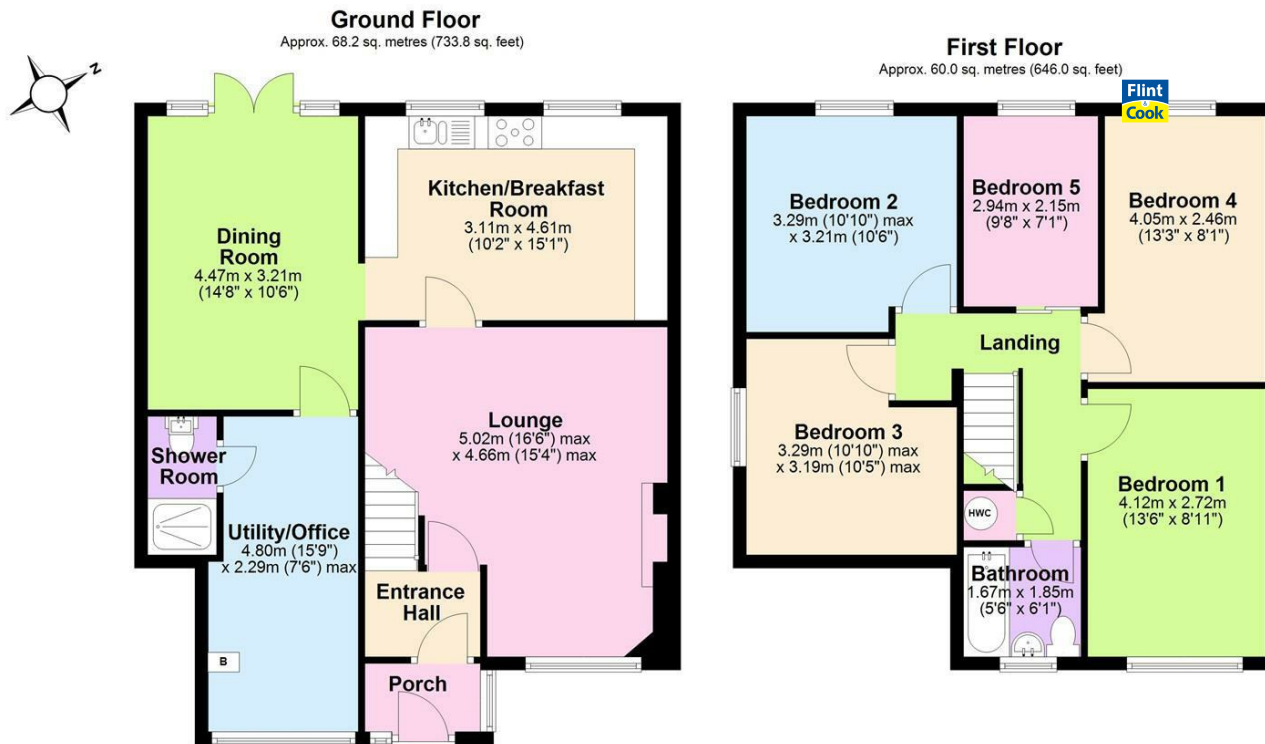 Ground Floor
Approx. 68.2 sq. metres (733.8 sq. feet)
N
Dining
Room
4.47m x 3.21m
(14'8" x 10'6")
Kitchen/Breakfast
Room
3.11m x 4.61m
(10'2" x 15'1")
Lounge
5.02m (16'6") max
x 4.66m (15'4") max
Shower
Room
Utility/Office
4.80m (15'9")
x 2.29m (7'6") max
Entrance
Hall
B
Porch
First Floor
Approx. 60.0 sq. metres (646.0 sq. feet)
Flint
&
Cook
Bedroom 2
3.29m (10'10") max
x 3.21m (10'6")
Bedroom 5
2.94m x 2.15m
(9'8" x 7'1")
Bedroom 4
4.05m x 2.46m
(13'3" x 8'1")
Landing
Bedroom 3
3.29m (10'10") max
x 3.19m (10'5") max
Bedroom 1
4.12m x 2.72m
(13'6" x 8'11")
HWC
Bathroom
1.67m x 1.85m
(5'6" x 6'1")